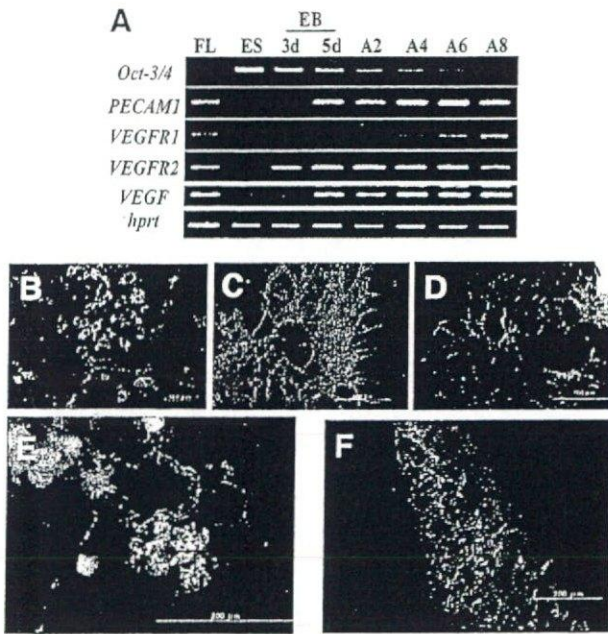 A
EB
FL ES 3d 5d A2 A4 A6 A8
Oct-3/4
PECAM1
VEGFR1
VEGFR2
VEGF
hprt
B C D
E F
200 µm
200 µm